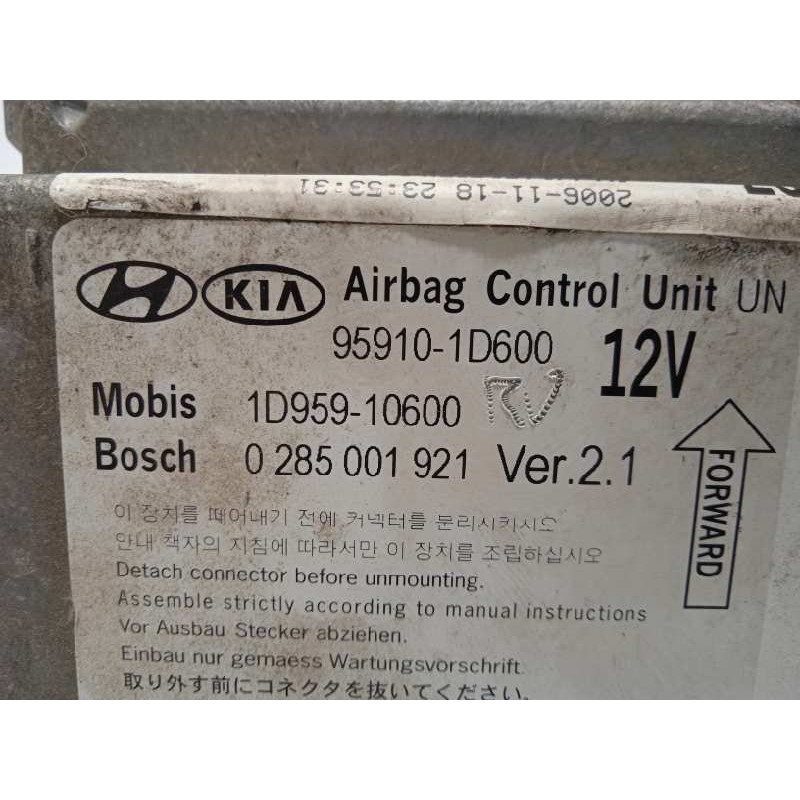 2006-11-18 23:53:31
KIA Airbag Control Unit UN
95910-1D600 12V
Mobis 1D959-10600
Bosch 0 285 001 921 Ver.2.1
FORWARD
이 장치를 떼어내기 전에 커넥터를 분리시키시오
안내 책자의 지침에 따라서만 이 장치를 조립하십시오
Detach connector before unmounting.
Assemble strictly according to manual instructions
Vor Ausbau Stecker abziehen.
Einbau nur gemaess Wartungsvorschrift.
取り外す前にコネクタを抜いてください.